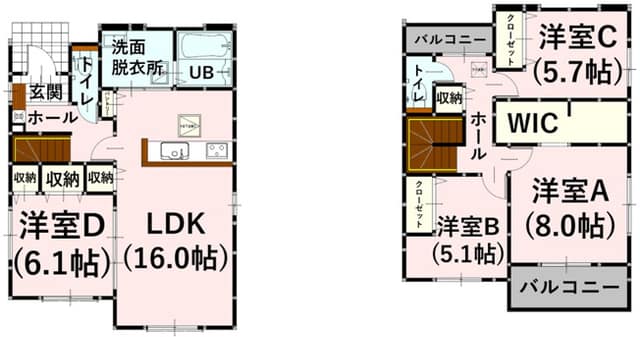 玄関
ホール
トイレ
洗面
脱衣所
UB
収納
収納
収納
洋室D
(6.1帖)
LDK
(16.0帖)
バルコニー
クローゼット
洋室C
(5.7帖)
トイレ
収納
ホール
WIC
クローゼット
洋室B
(5.1帖)
洋室A
(8.0帖)
バルコニー